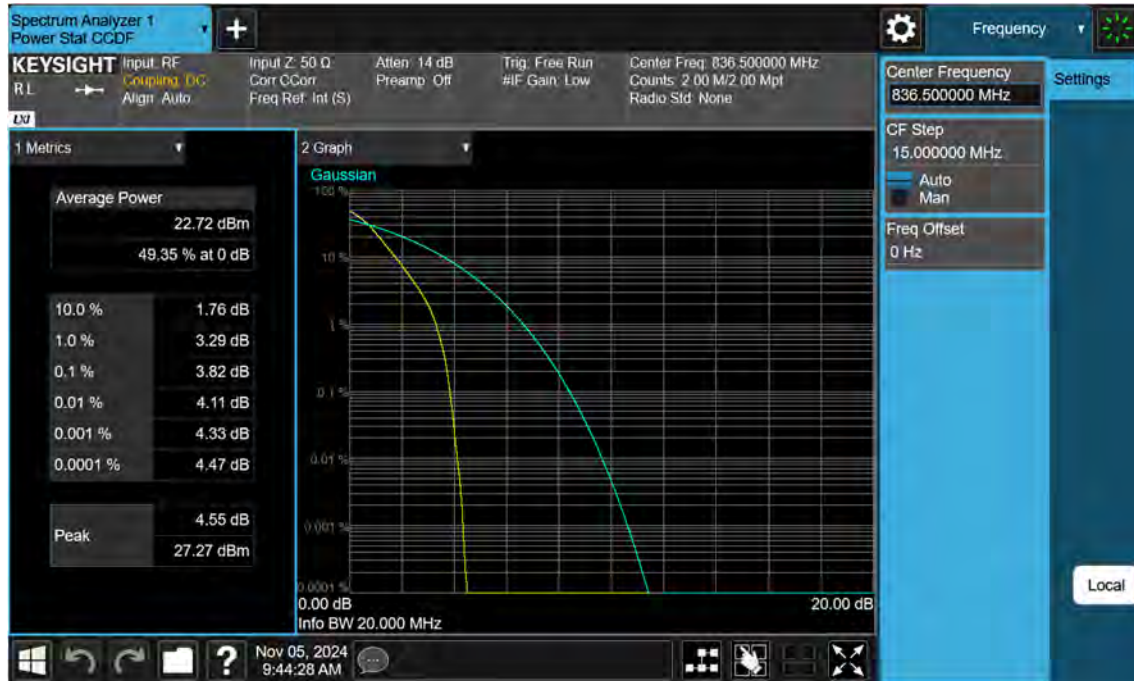 Spectrum Analyzer 1
Power Stat CCDF
+
Frequency
KEYSIGHT
RL
LXI
Input: RF
Coupling: DC
Align: Auto
Input Z: 50 Ω
Corr CCorr
Freq Ref: Int (S)
Atten: 14 dB
Preamp: Off
Trig: Free Run
#IF Gain: Low
Center Freq: 836.500000 MHz
Counts: 2.00 M/2.00 Mpt
Radio Std: None
Center Frequency
836.500000 MHz
Settings
CF Step
15.000000 MHz
Auto
Man
Freq Offset
0 Hz
Local
1 Metrics
Average Power
22.72 dBm
49.35 % at 0 dB
10.0 % 1.76 dB
1.0 % 3.29 dB
0.1 % 3.82 dB
0.01 % 4.11 dB
0.001 % 4.33 dB
0.0001 % 4.47 dB
Peak
4.55 dB
27.27 dBm
2 Graph
Gaussian
100 %
10 %
1 %
0.1 %
0.01 %
0.001 %
0.0001 %
0.00 dB 20.00 dB
Info BW 20.000 MHz
?
Nov 05, 2024
9:44:28 AM